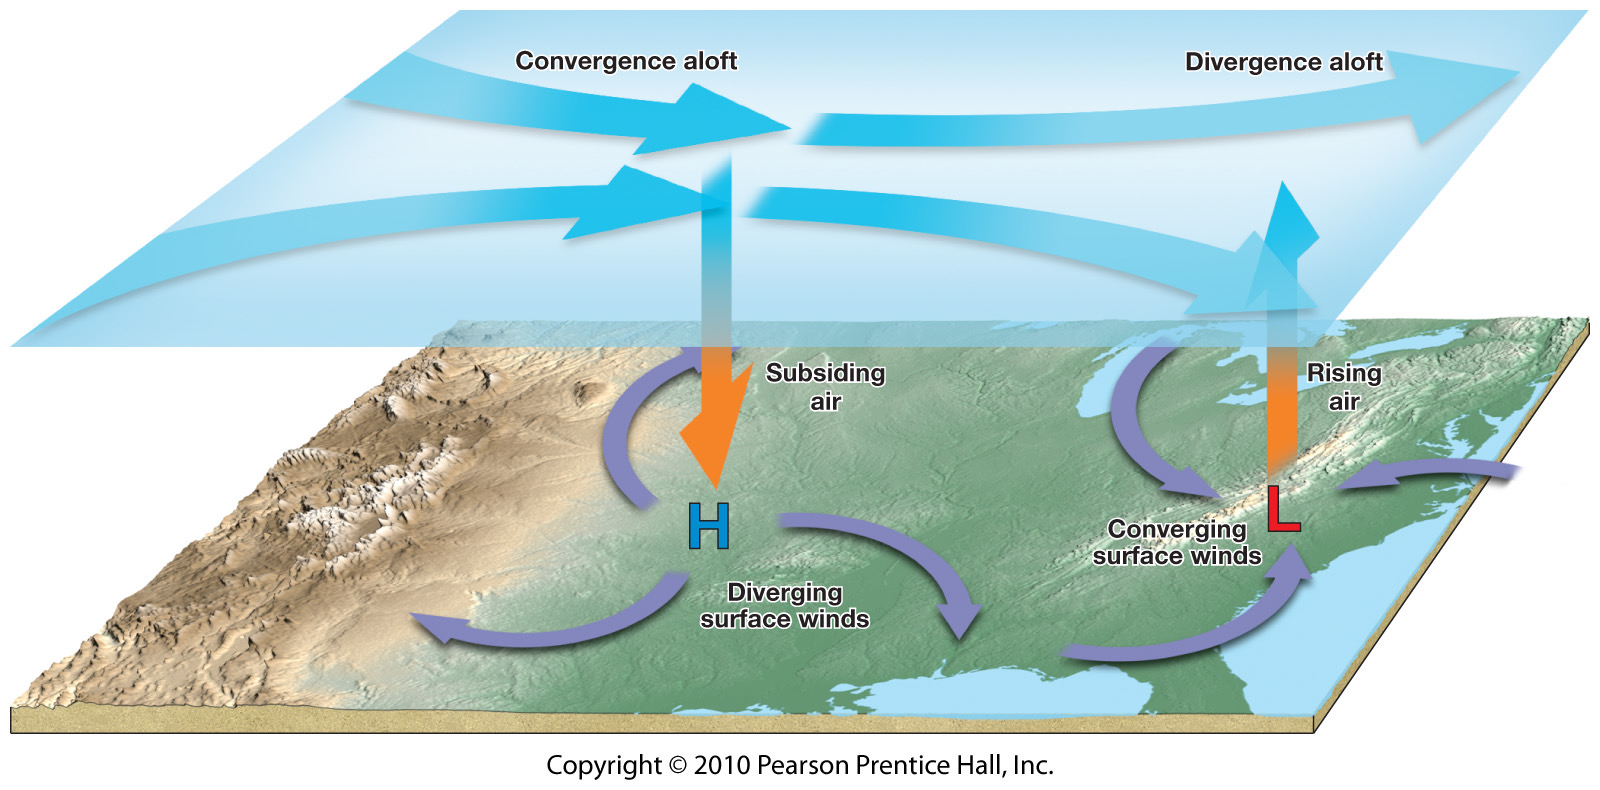 Convergence aloft
Divergence aloft
Subsiding
air
Rising
air
H
L
Converging
surface winds
Diverging
surface winds
Copyright © 2010 Pearson Prentice Hall, Inc.